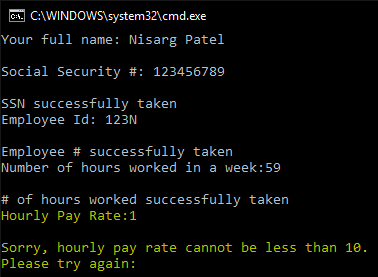 C:\WINDOWS\system32\cmd.exe
Your full name: Nisarg Patel
Social Security #: 123456789
SSN successfully taken
Employee Id: 123N
Employee # successfully taken
Number of hours worked in a week:59
# of hours worked successfully taken
Hourly Pay Rate:1
Sorry, hourly pay rate cannot be less than 10.
Please try again: